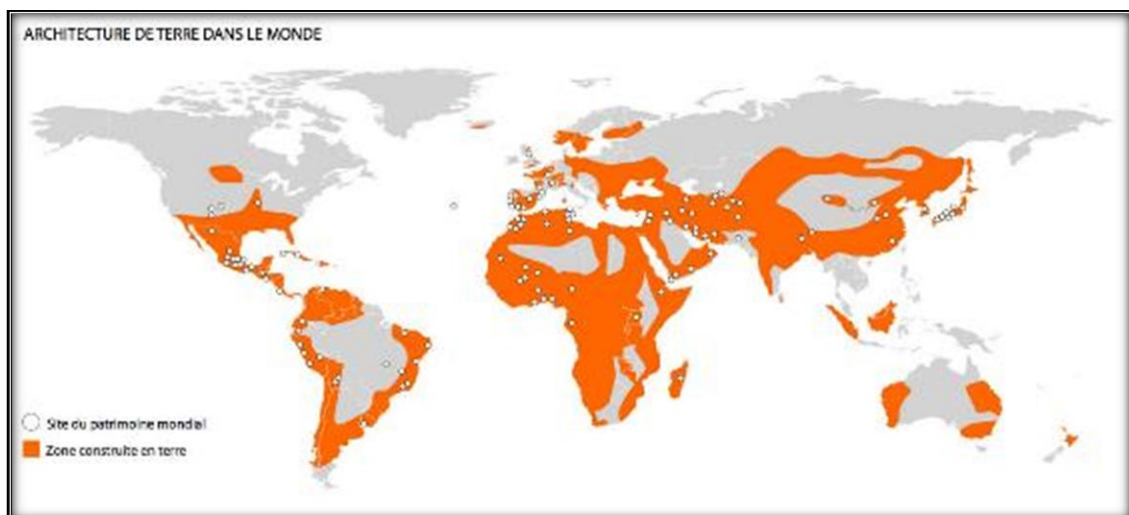 ARCHITECTURE DE TERRE DANS LE MONDE
Site du patrimoine mondial
Zone construite en terre